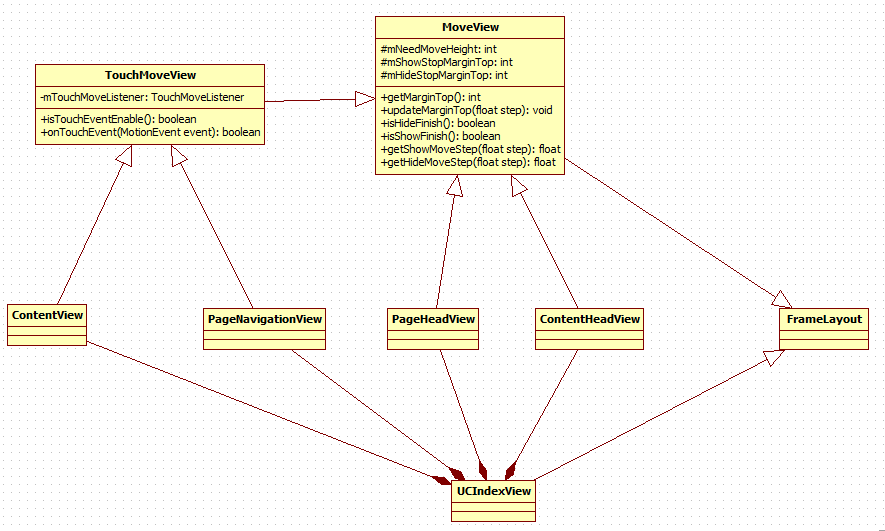 MoveView
#mNeedMoveHeight: int
#mShowStopMarginTop: int
#mHideStopMarginTop: int
+getMarginTop(): int
+updateMarginTop(float step): void
+isHideFinish(): boolean
+isShowFinish(): boolean
+getShowMoveStep(float step): float
+getHideMoveStep(float step): float
TouchMoveView
-mTouchMoveListener: TouchMoveListener
+isTouchEventEnable(): boolean
+onTouchEvent(MotionEvent event): boolean
ContentView
PageNavigationView
PageHeadView
ContentHeadView
FrameLayout
UCIndexView